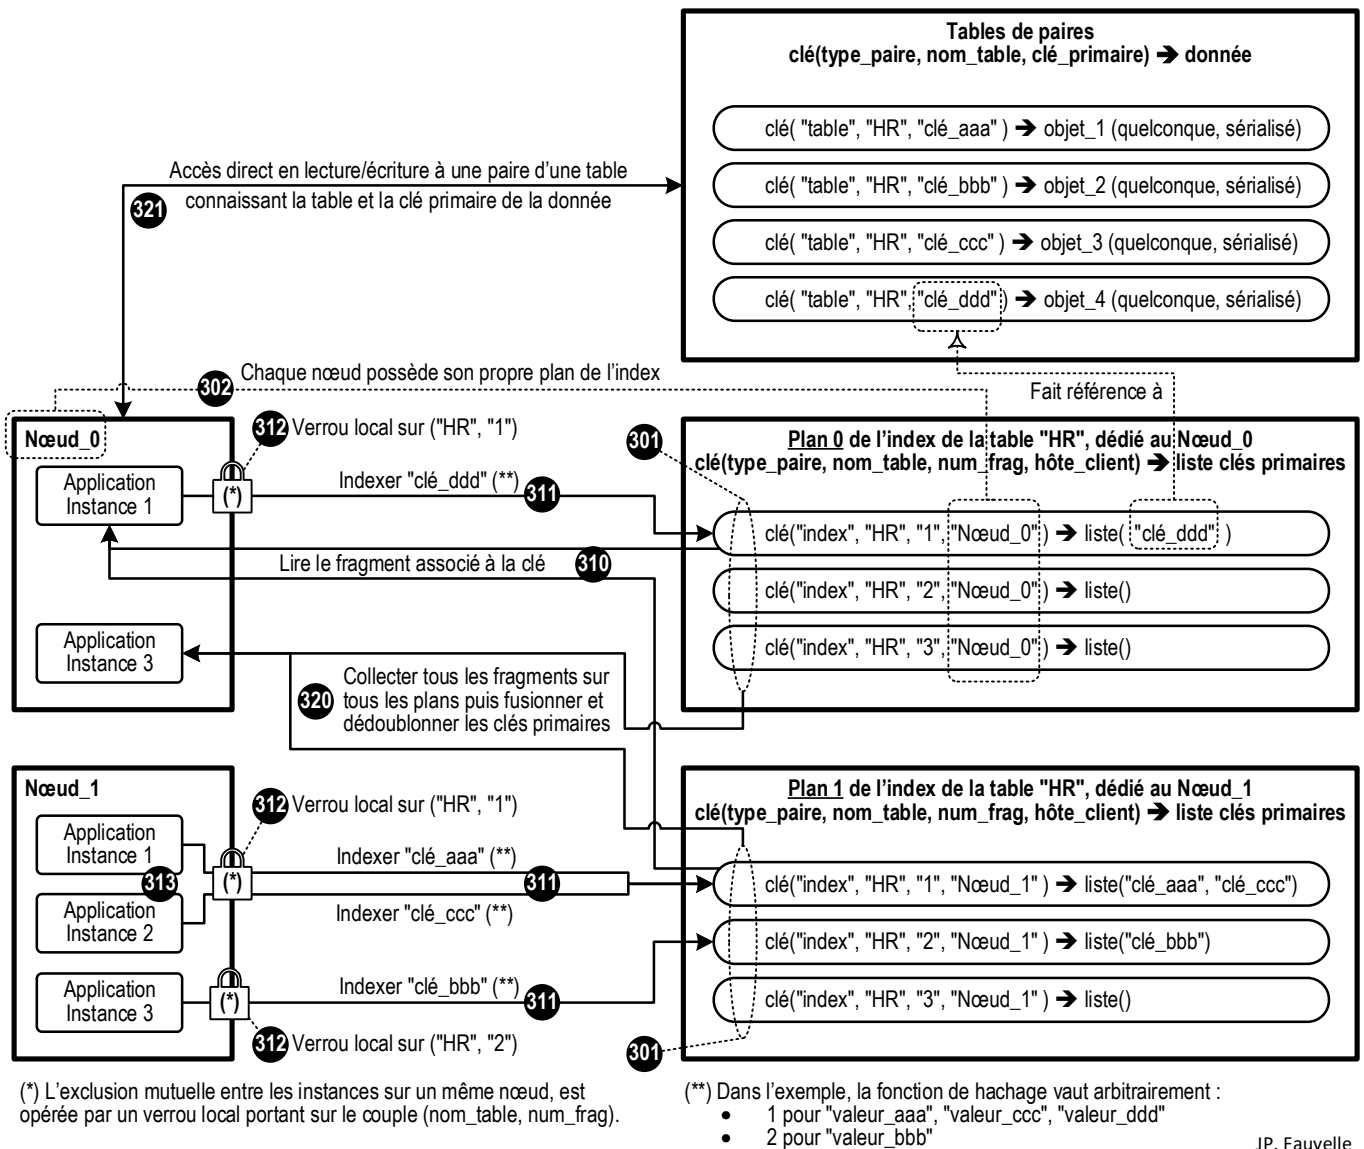 Tables de paires
clé(type_paire, nom_table, clé_primaire) ➔ donnée
clé( "table", "HR", "clé_aaa" ) ➔ objet_1 (quelconque, sérialisé)
clé( "table", "HR", "clé_bbb" ) ➔ objet_2 (quelconque, sérialisé)
clé( "table", "HR", "clé_ccc" ) ➔ objet_3 (quelconque, sérialisé)
clé( "table", "HR", "clé_ddd" ) ➔ objet_4 (quelconque, sérialisé)
Accès direct en lecture/écriture à une paire d'une table
321 connaissant la table et la clé primaire de la donnée
302 Chaque nœud possède son propre plan de l'index
Fait référence à
Nœud_0
312 Verrou local sur ("HR", "1")
301
Application
Instance 1
(*)
Indexer "clé_ddd" (**) 311
Lire le fragment associé à la clé 310
Application
Instance 3
Plan 0 de l'index de la table "HR", dédié au Nœud_0
clé(type_paire, nom_table, num_frag, hôte_client) ➔ liste clés primaires
clé("index", "HR", "1", "Nœud_0" ) ➔ liste( "clé_ddd" )
clé("index", "HR", "2", "Nœud_0" ) ➔ liste()
clé("index", "HR", "3", "Nœud_0" ) ➔ liste()
Collecter tous les fragments sur
320 tous les plans puis fusionner et
dédoublonner les clés primaires
Nœud_1
312 Verrou local sur ("HR", "1")
Application
Instance 1
313
(*)
Indexer "clé_aaa" (**)
311
Application
Instance 2
Indexer "clé_ccc" (**)
Application
Instance 3
(*)
Indexer "clé_bbb" (**) 311
312 Verrou local sur ("HR", "2")
Plan 1 de l'index de la table "HR", dédié au Nœud_1
clé(type_paire, nom_table, num_frag, hôte_client) ➔ liste clés primaires
clé("index", "HR", "1", "Nœud_1" ) ➔ liste("clé_aaa", "clé_ccc")
clé("index", "HR", "2", "Nœud_1" ) ➔ liste("clé_bbb")
clé("index", "HR", "3", "Nœud_1" ) ➔ liste()
301
(*) L'exclusion mutuelle entre les instances sur un même nœud, est
opérée par un verrou local portant sur le couple (nom_table, num_frag).
(**) Dans l'exemple, la fonction de hachage vaut arbitrairement :
• 1 pour "valeur_aaa", "valeur_ccc", "valeur_ddd"
• 2 pour "valeur_bbb"
JP. Fauvelle